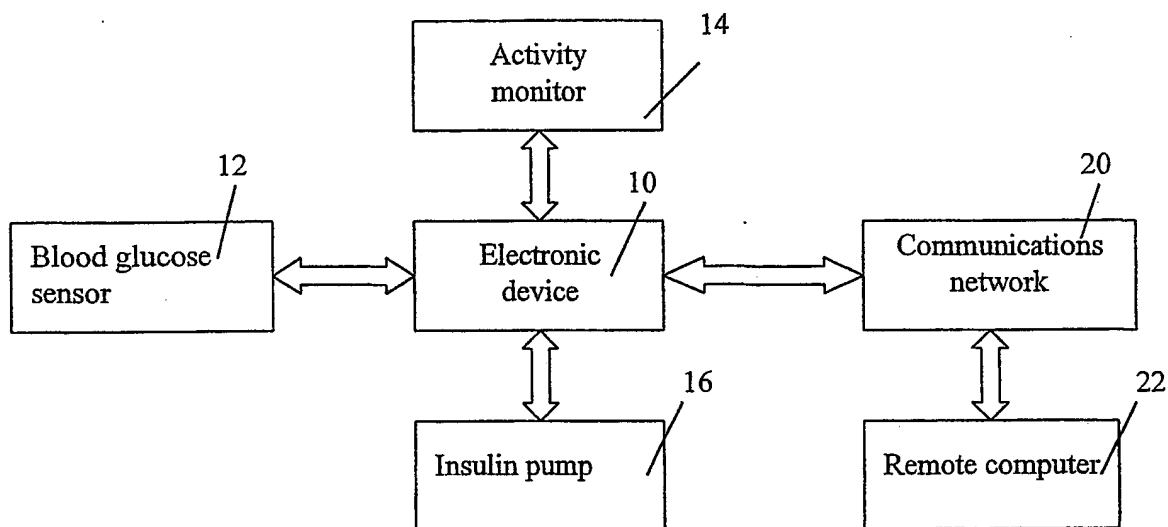 14
Activity
monitor
12
10
20
Blood glucose
sensor
Electronic
device
Communications
network
16
22
Insulin pump
Remote computer